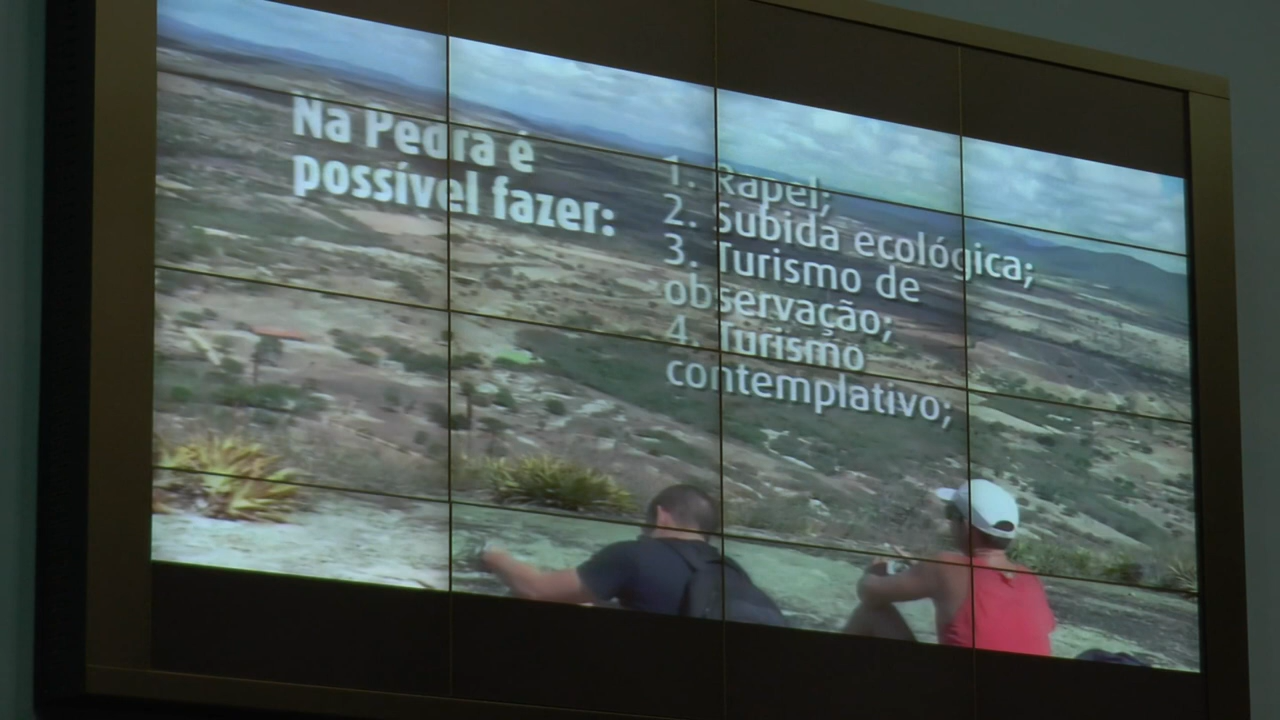 Na Pedra é
possível fazer:
1. Rapel;
2. Subida ecológica;
3. Turismo de
observação;
4. Turismo
contemplativo;